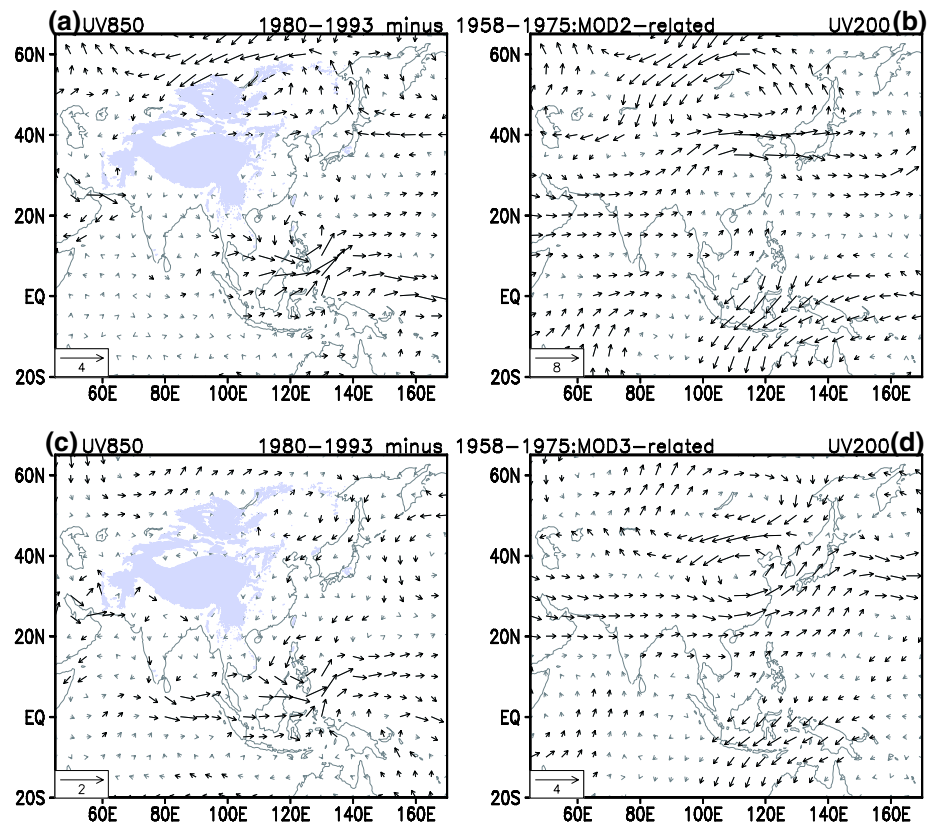 (a) UV850 1980-1993 minus 1958-1975:MOD2-related UV200 (b)
60N 60N
40N 40N
20N 20N
EQ EQ
4 8
20S 20S
60E 80E 100E 120E 140E 160E 60E 80E 100E 120E 140E 160E
(c) UV850 1980-1993 minus 1958-1975:MOD3-related UV200 (d)
60N 60N
40N 40N
20N 20N
EQ EQ
2 4
20S 20S
60E 80E 100E 120E 140E 160E 60E 80E 100E 120E 140E 160E